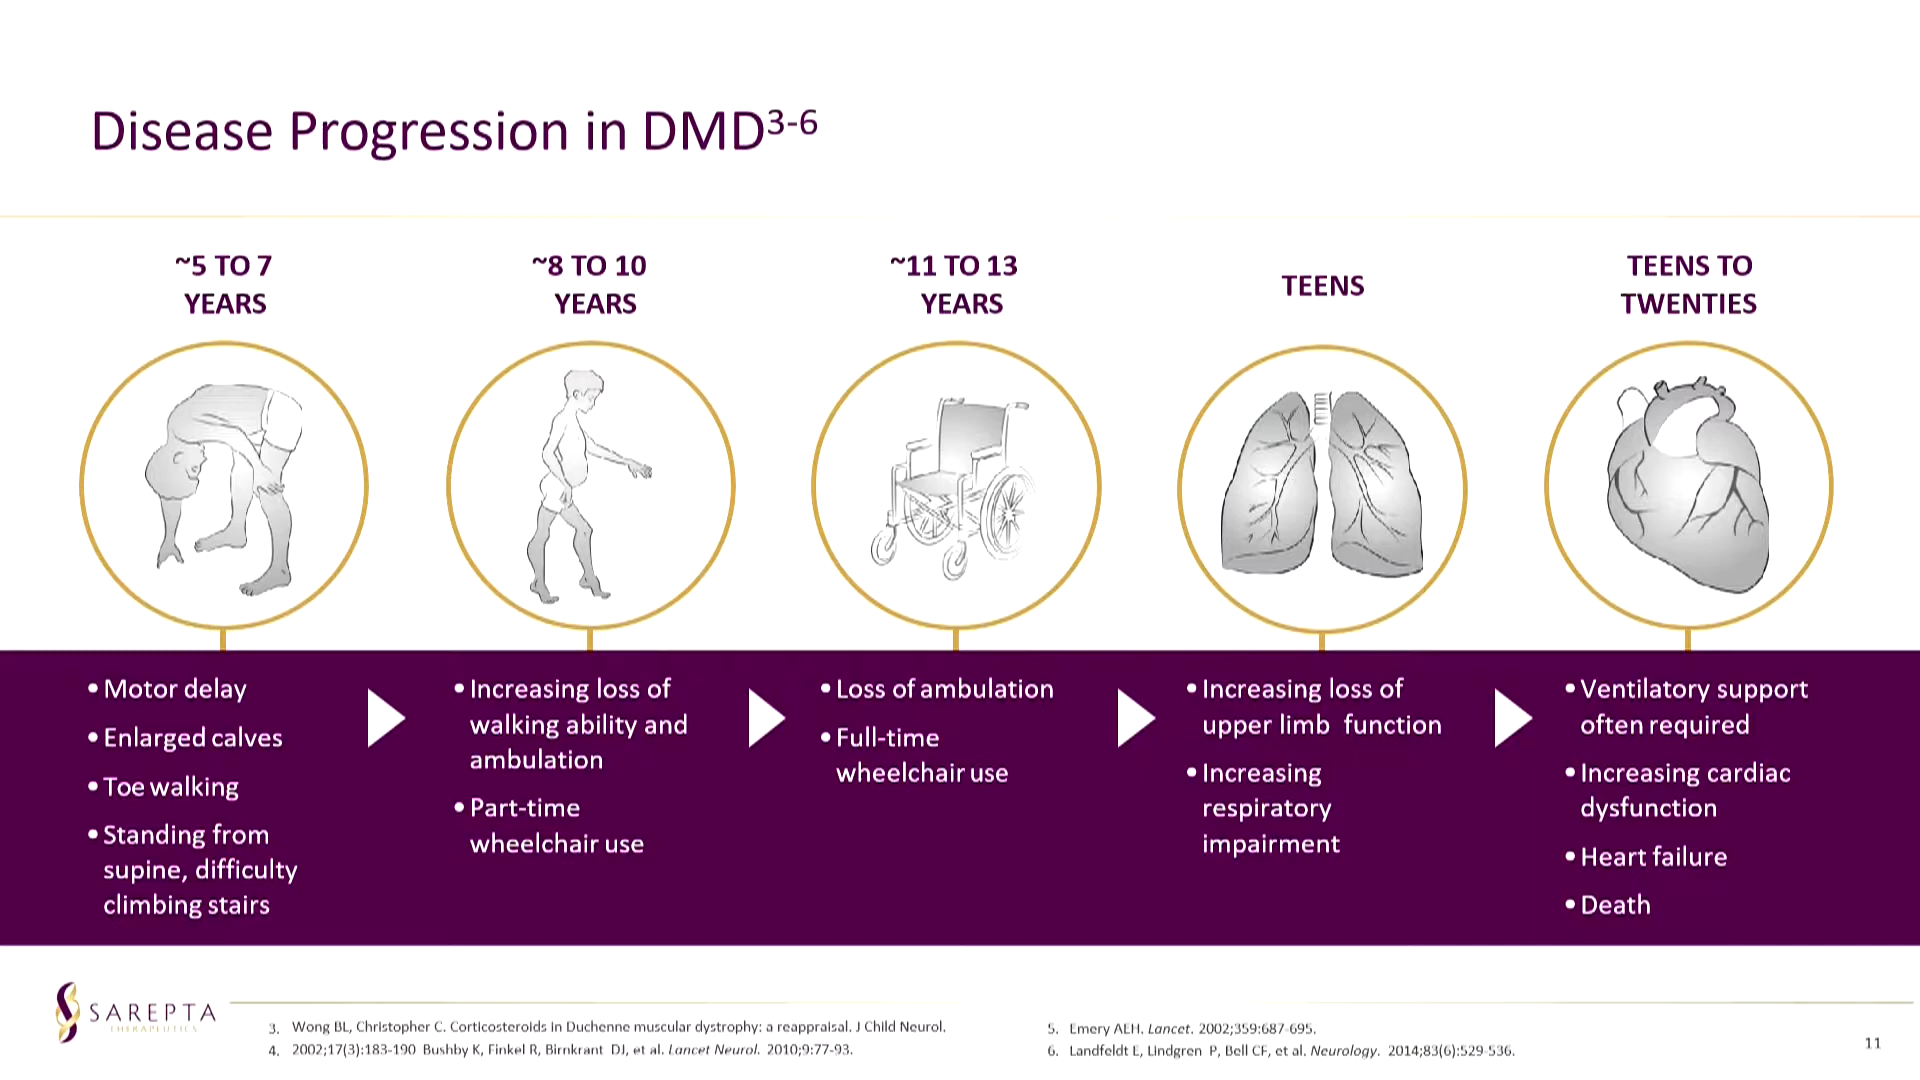 Disease Progression in DMD3-6
~5 TO 7
YEARS
~8 TO 10
YEARS
~11 TO 13
YEARS
TEENS
TEENS TO
TWENTIES
• Motor delay
• Enlarged calves
• Toe walking
• Standing from
supine, difficulty
climbing stairs
• Increasing loss of
walking ability and
ambulation
• Part-time
wheelchair use
• Loss of ambulation
• Full-time
wheelchair use
• Increasing loss of
upper limb function
• Increasing
respiratory
impairment
• Ventilatory support
often required
• Increasing cardiac
dysfunction
• Heart failure
• Death
SAREPTA
THERAPEUTICS
3. Wong BL, Christopher C. Corticosteroids in Duchenne muscular dystrophy: a reappraisal. J Child Neurol.
4. 2002;17(3):183-190 Bushby K, Finkel R, Birnkrant DJ, et al. Lancet Neurol. 2010;9:77-93.
5. Emery AEH. Lancet. 2002;359:687-695.
6. Landfeldt E, Lindgren P, Bell CF, et al. Neurology. 2014;83(6):529-536.
11